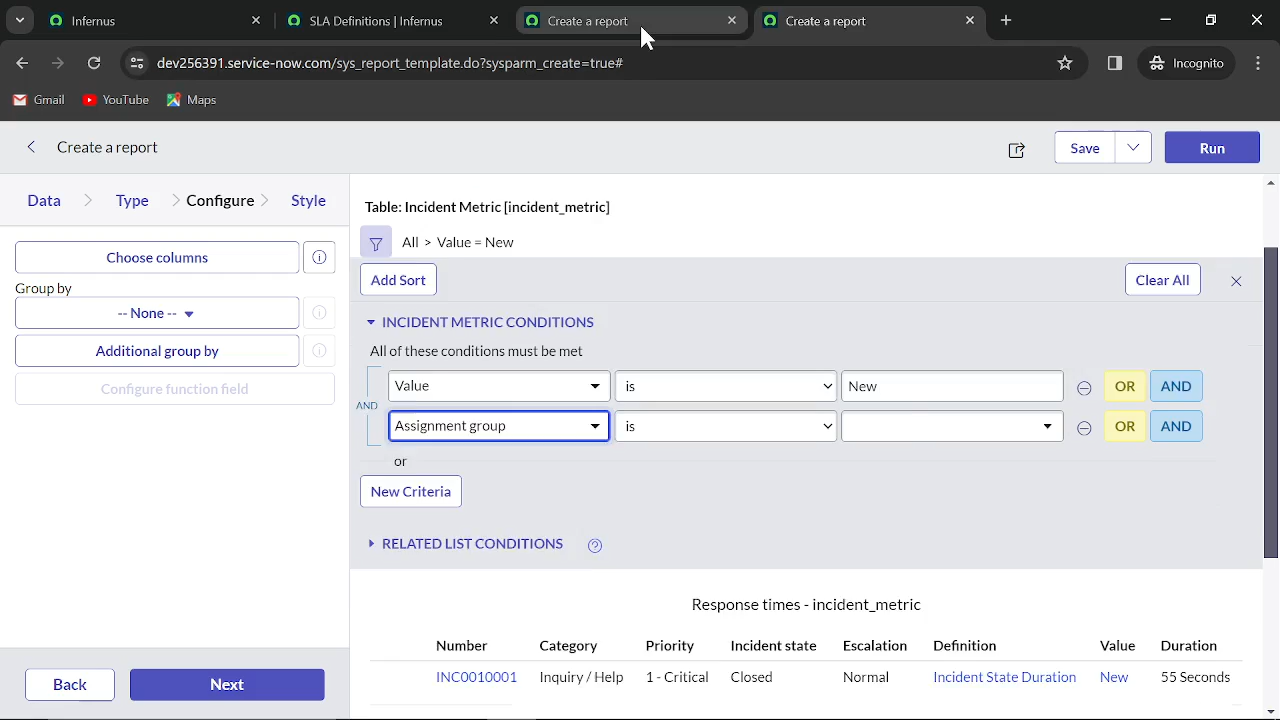 Infernus
SLA Definitions | Infernus
Create a report
Create a report
dev256391.service-now.com/sys_report_template.do?sysparm_create=true#
Incognito
Gmail
YouTube
Maps
Create a report
Save
Run
Data
Type
Configure
Style
Choose columns
Group by
-- None --
Additional group by
Configure function field
Back
Next
Table: Incident Metric [incident_metric]
All > Value = New
Add Sort
Clear All
INCIDENT METRIC CONDITIONS
All of these conditions must be met
AND
Value is New OR AND
Assignment group is OR AND
or
New Criteria
RELATED LIST CONDITIONS
Response times - incident_metric
Number Category Priority Incident state Escalation Definition Value Duration
INC0010001 Inquiry / Help 1 - Critical Closed Normal Incident State Duration New 55 Seconds